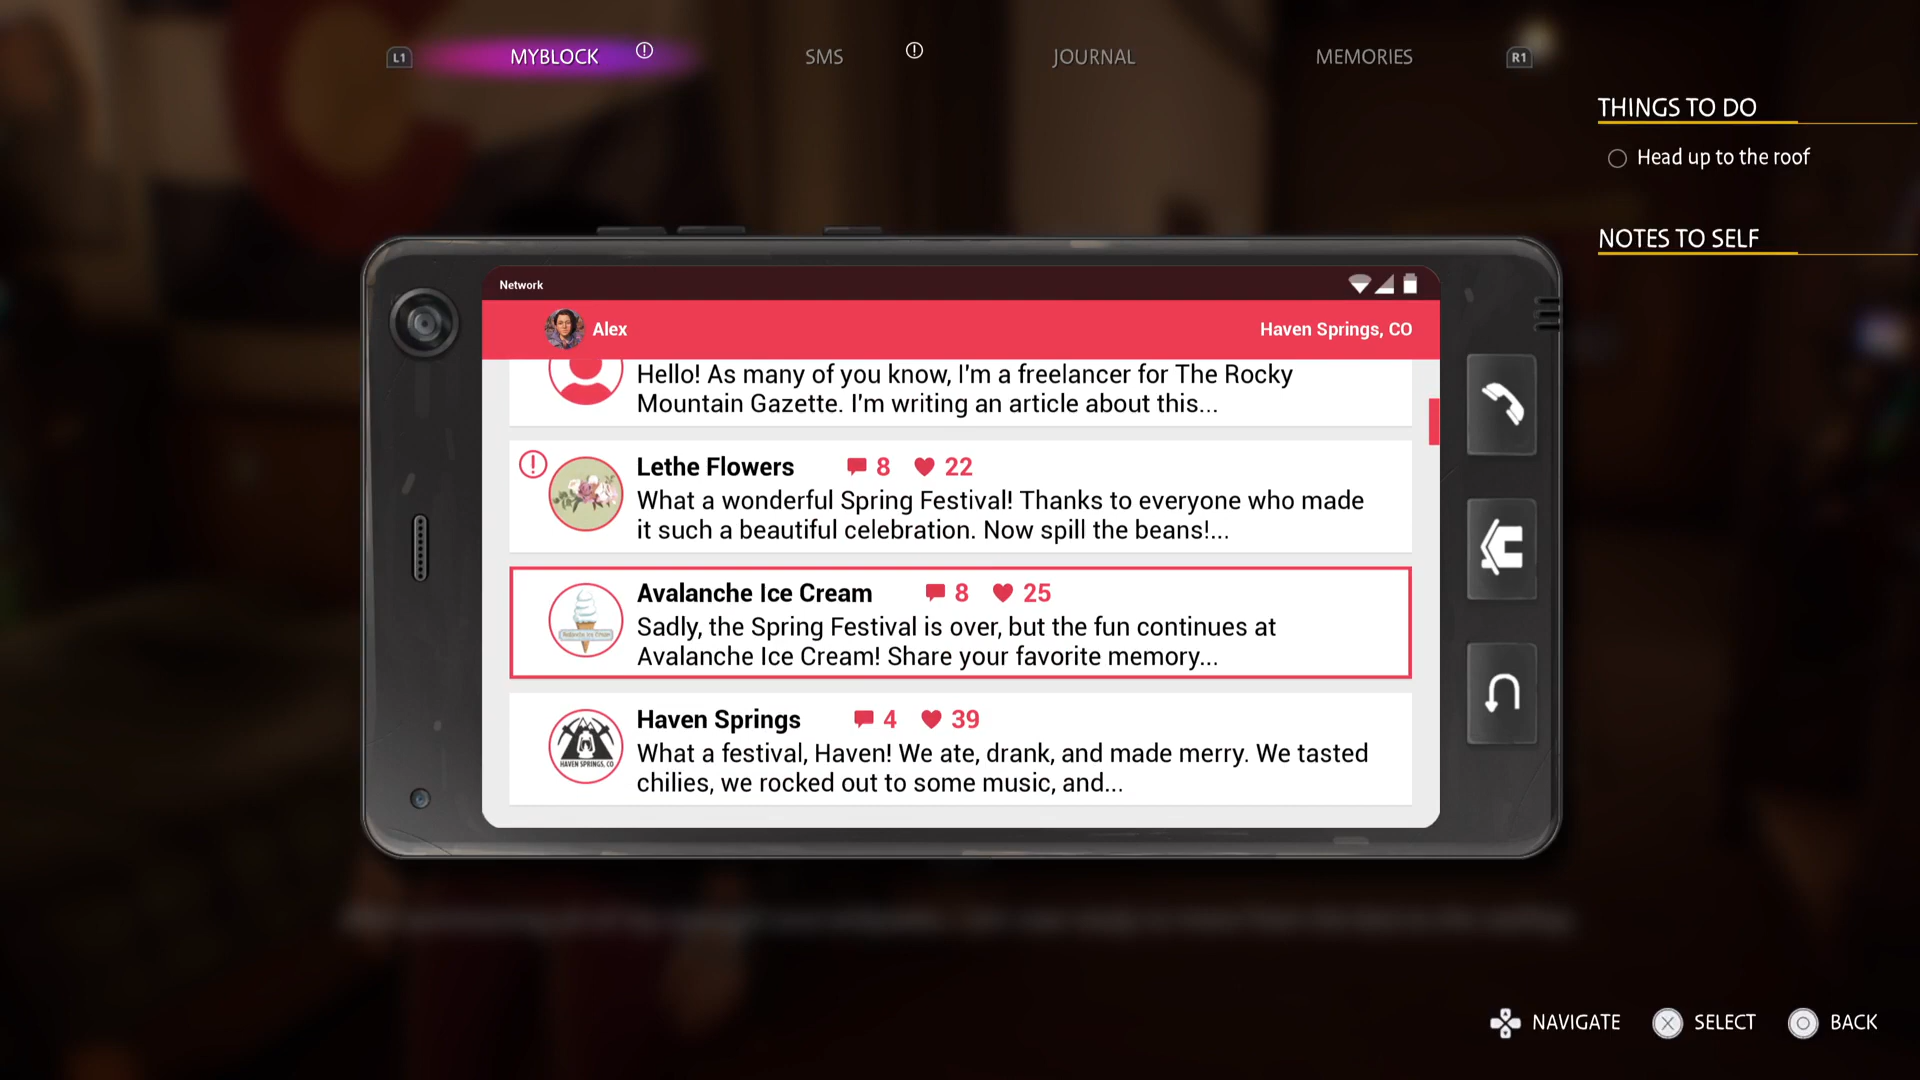 L1
MYBLOCK
SMS
JOURNAL
MEMORIES
R1
THINGS TO DO
Head up to the roof
NOTES TO SELF
Network
Alex
Haven Springs, CO
Hello! As many of you know, I'm a freelancer for The Rocky
Mountain Gazette. I'm writing an article about this...
Lethe Flowers 8 22
What a wonderful Spring Festival! Thanks to everyone who made
it such a beautiful celebration. Now spill the beans!...
Avalanche Ice Cream 8 25
Sadly, the Spring Festival is over, but the fun continues at
Avalanche Ice Cream! Share your favorite memory...
Haven Springs 4 39
What a festival, Haven! We ate, drank, and made merry. We tasted
chilies, we rocked out to some music, and...
HAVEN SPRINGS, CO
NAVIGATE
SELECT
BACK